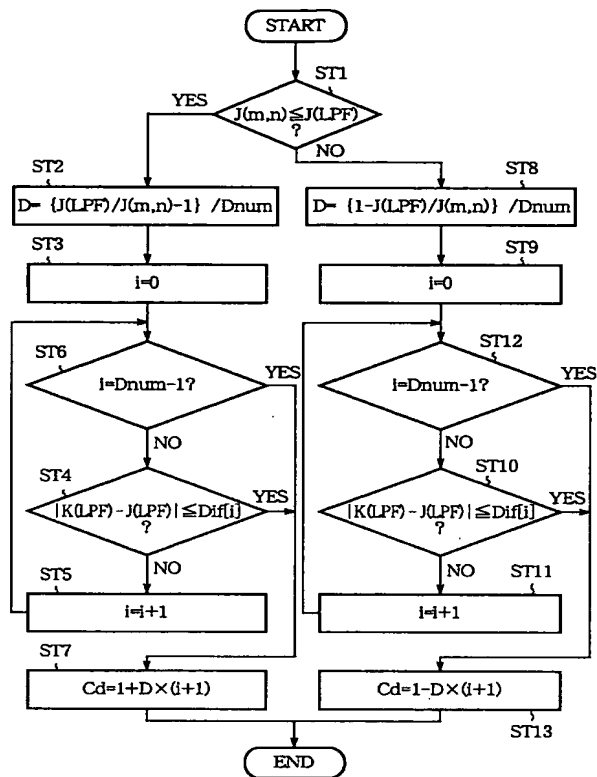 START
ST1
J(m,n)≦J(LPF)
?
YES
NO
ST2
D= {J(LPF)/J(m,n)-1} /Dnum
ST8
D= {1-J(LPF)/J(m,n)} /Dnum
ST3
i=0
ST9
i=0
ST6
i=Dnum-1?
YES
NO
ST12
i=Dnum-1?
YES
NO
ST4
|K(LPF)-J(LPF)|≦Dif[i]
?
YES
NO
ST10
|K(LPF)-J(LPF)|≦Dif[i]
?
YES
NO
ST5
i=i+1
ST11
i=i+1
ST7
Cd=1+D×(i+1)
Cd=1-D×(i+1)
ST13
END